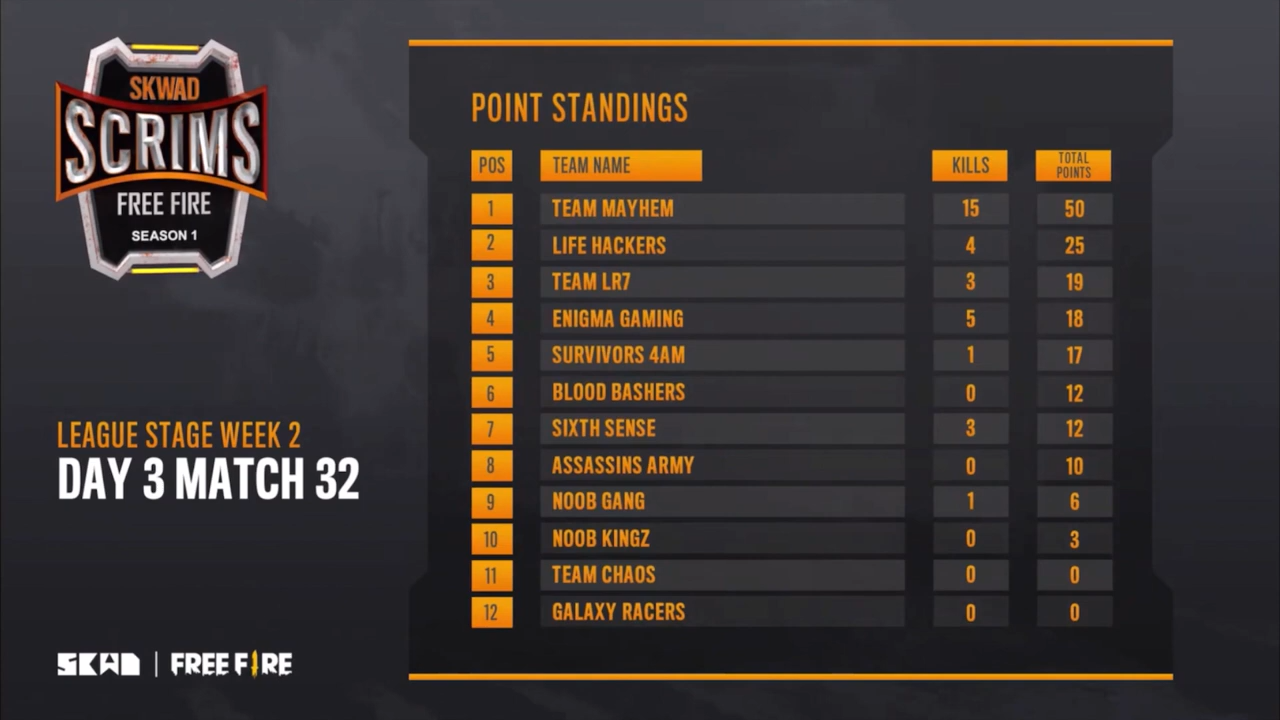 SKWAD
SCRIMS
FREE FIRE
SEASON 1
LEAGUE STAGE WEEK 2
DAY 3 MATCH 32
SKWD | FREE FIRE
POINT STANDINGS
POS TEAM NAME KILLS TOTAL POINTS
1 TEAM MAYHEM 15 50
2 LIFE HACKERS 4 25
3 TEAM LR7 3 19
4 ENIGMA GAMING 5 18
5 SURVIVORS 4AM 1 17
6 BLOOD BASHERS 0 12
7 SIXTH SENSE 3 12
8 ASSASSINS ARMY 0 10
9 NOOB GANG 1 6
10 NOOB KINGZ 0 3
11 TEAM CHAOS 0 0
12 GALAXY RACERS 0 0